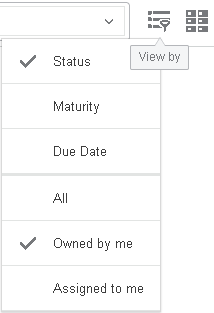 Status
View by
Maturity
Due Date
All
Owned by me
Assigned to me